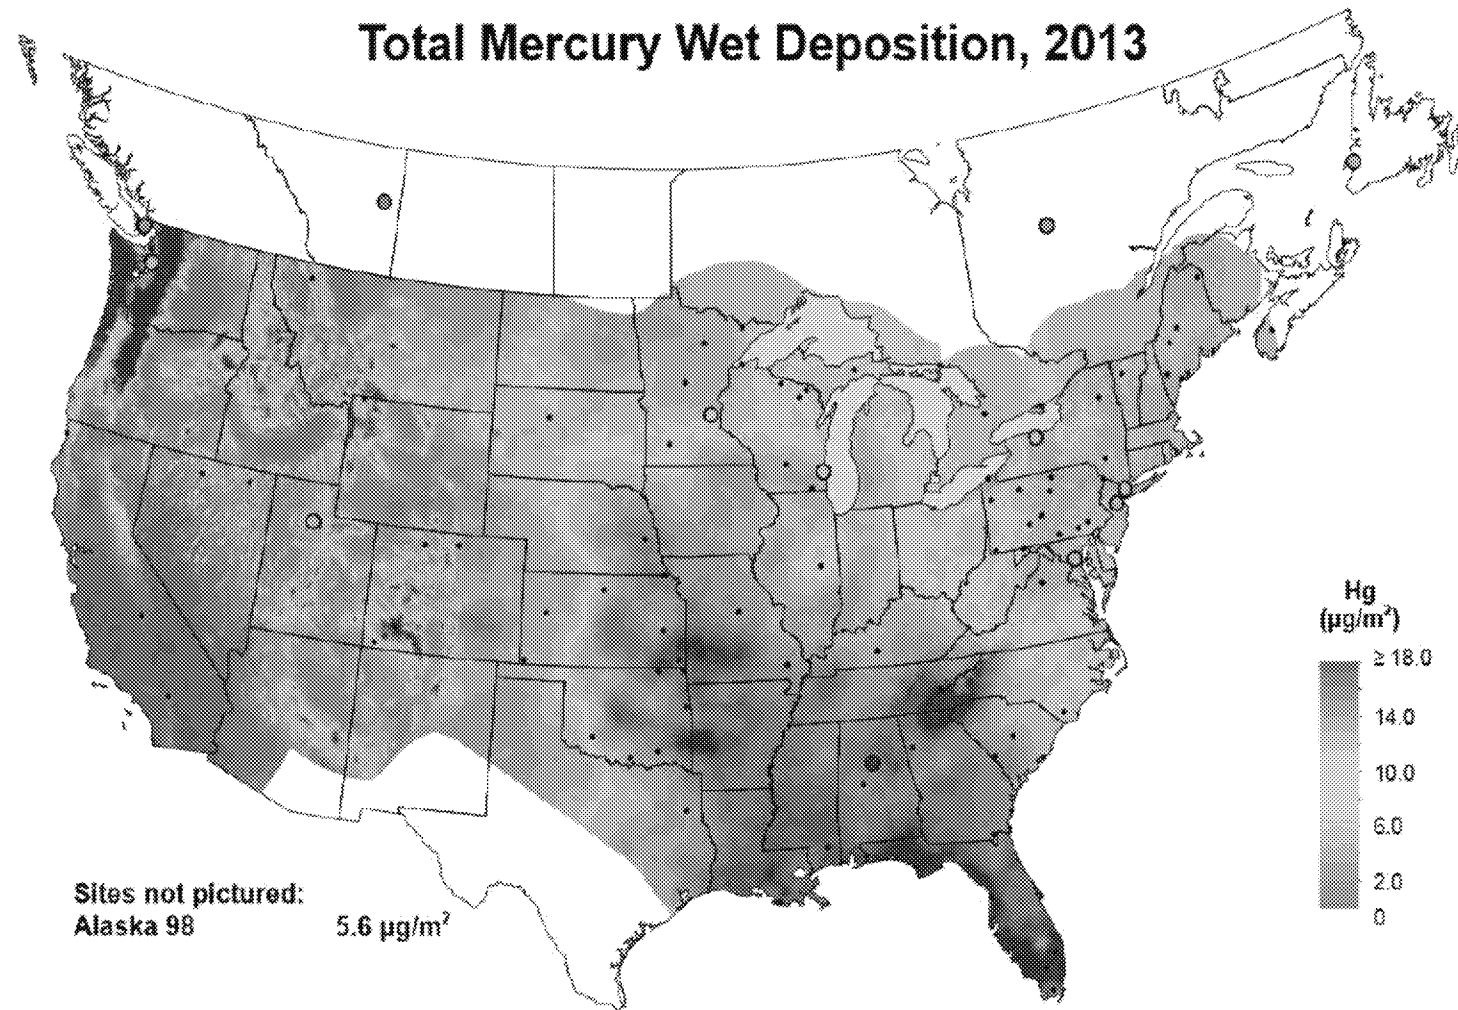 Total Mercury Wet Deposition, 2013
Hg
(µg/m²)
≥ 18.0
14.0
10.0
6.0
2.0
0
Sites not pictured:
Alaska 98 5.6 µg/m²